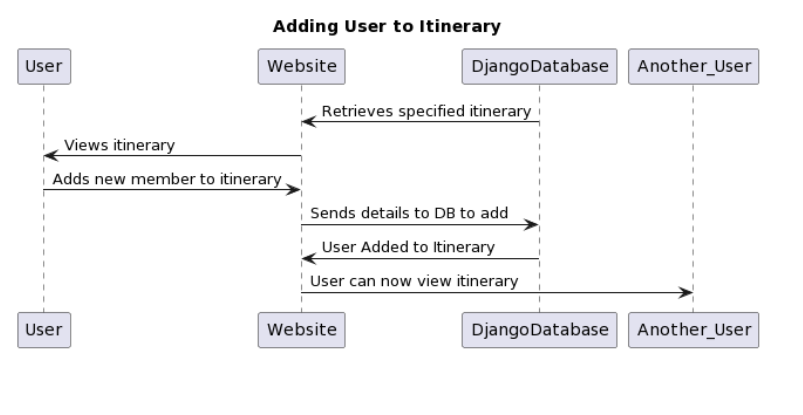 Adding User to Itinerary
User Website DjangoDatabase Another_User
Retrieves specified itinerary
Views itinerary
Adds new member to itinerary
Sends details to DB to add
User Added to Itinerary
User can now view itinerary
User Website DjangoDatabase Another_User